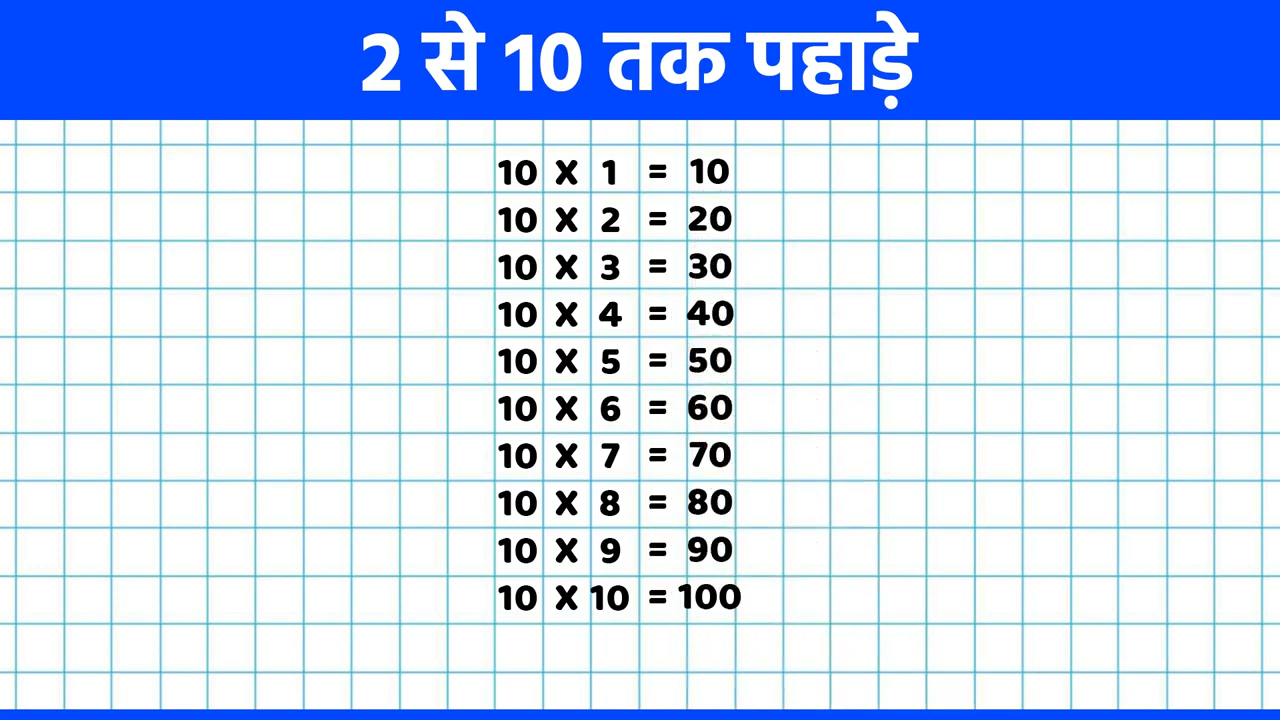 2 से 10 तक पहाड़े
10 X 1 = 10
10 X 2 = 20
10 X 3 = 30
10 X 4 = 40
10 X 5 = 50
10 X 6 = 60
10 X 7 = 70
10 X 8 = 80
10 X 9 = 90
10 X 10 = 100